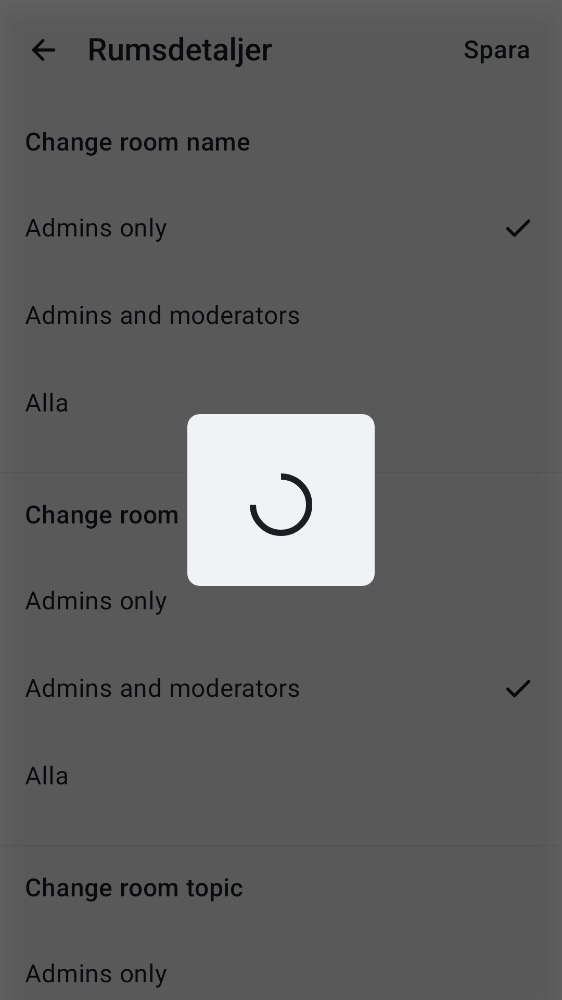 Rumsdetaljer
Spara
Change room name
Admins only
Admins and moderators
Alla
Change room
Admins only
Admins and moderators
Alla
Change room topic
Admins only